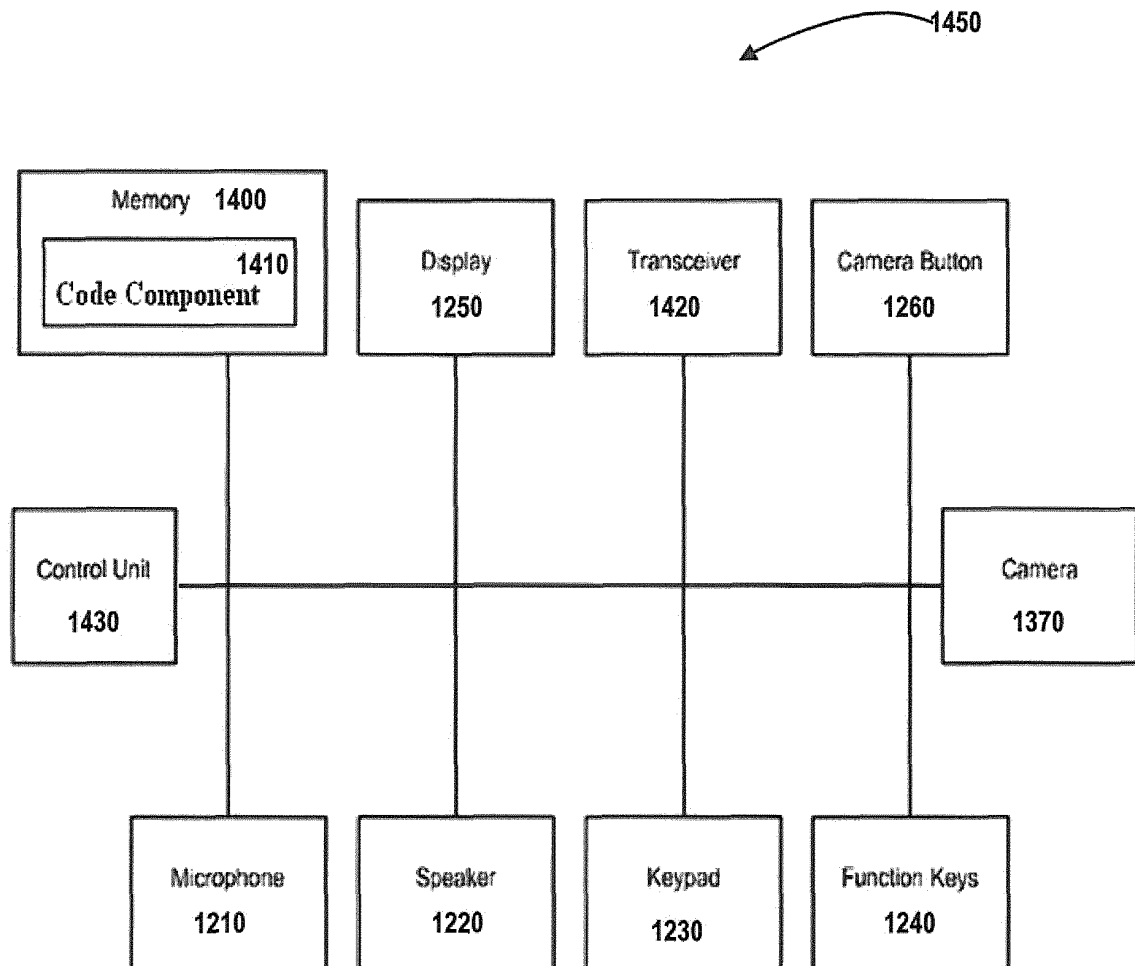 1450
Memory 1400
1410
Code Component
Display
1250
Transceiver
1420
Camera Button
1260
Control Unit
1430
Camera
1370
Microphone
1210
Speaker
1220
Keypad
1230
Function Keys
1240